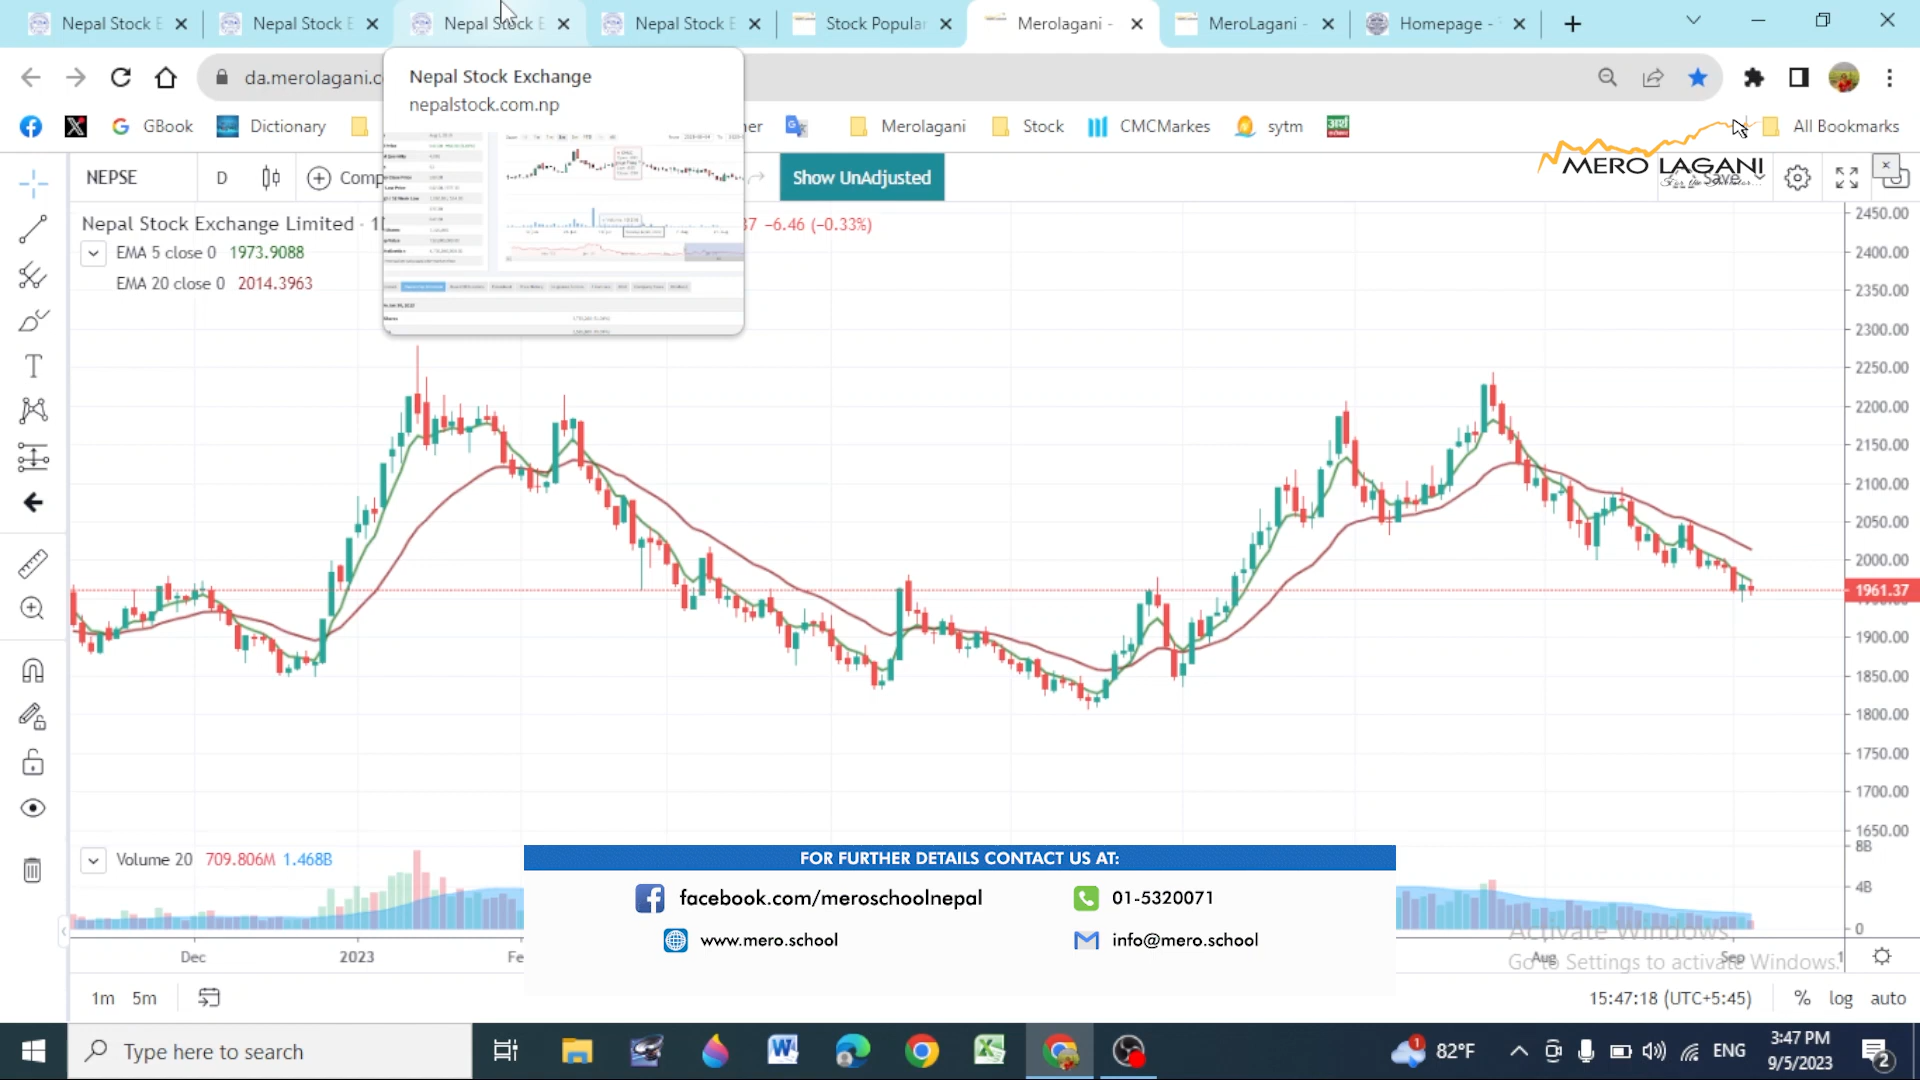 Nepal Stock E
Nepal Stock E
Nepal Stock E
Nepal Stock E
Stock Popular
Merolagani -
MeroLagani -
Homepage -
da.merolagani.c
Nepal Stock Exchange
nepalstock.com.np
GBook
Dictionary
ner
Merolagani
Stock
CMCMarkes
sytm
All Bookmarks
MERO LAGANI
NEPSE
D
Comp
Show UnAdjusted
Save
Nepal Stock Exchange Limited · 1
37 −6.46 (−0.33%)
EMA 5 close 0 1973.9088
EMA 20 close 0 2014.3963
2450.00
2400.00
2350.00
2300.00
2250.00
2200.00
2150.00
2100.00
2050.00
2000.00
1961.37
1900.00
1850.00
1800.00
1750.00
1700.00
1650.00
Volume 20 709.806M 1.468B
8B
4B
0
FOR FURTHER DETAILS CONTACT US AT:
facebook.com/meroschoolnepal
01-5320071
www.mero.school
info@mero.school
Activate Windows
Go to Settings to activate Windows.
Dec
2023
Fe
Aug
Sep
1
1m 5m
15:47:18 (UTC+5:45)
% log auto
Type here to search
1
82°F
ENG
3:47 PM
9/5/2023
2